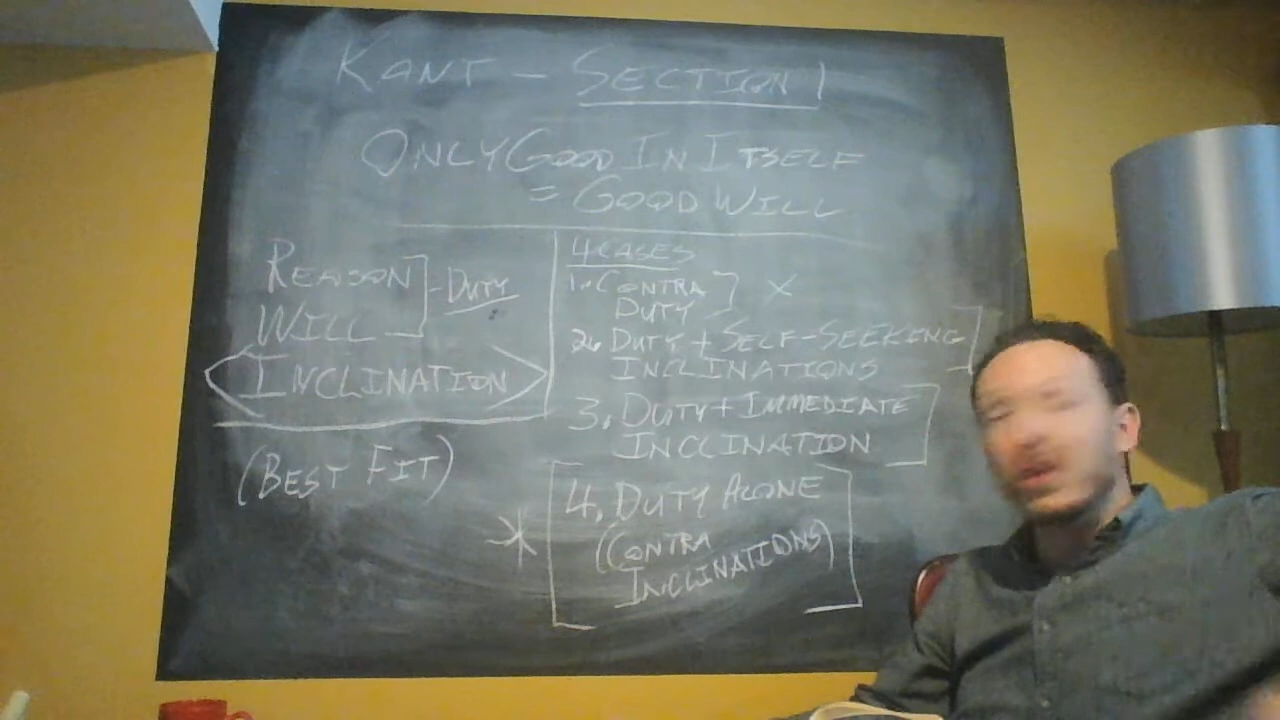 KANT - SECTION 1
ONLY GOOD IN ITSELF
= GOOD WILL
REASON
WILL
- DUTY
INCLINATION
(BEST FIT)
4 CASES
1. CONTRA
DUTY
X
2. DUTY + SELF-SEEKING
INCLINATIONS
3. DUTY + IMMEDIATE
INCLINATION
* 4. DUTY ALONE
(CONTRA
INCLINATIONS)